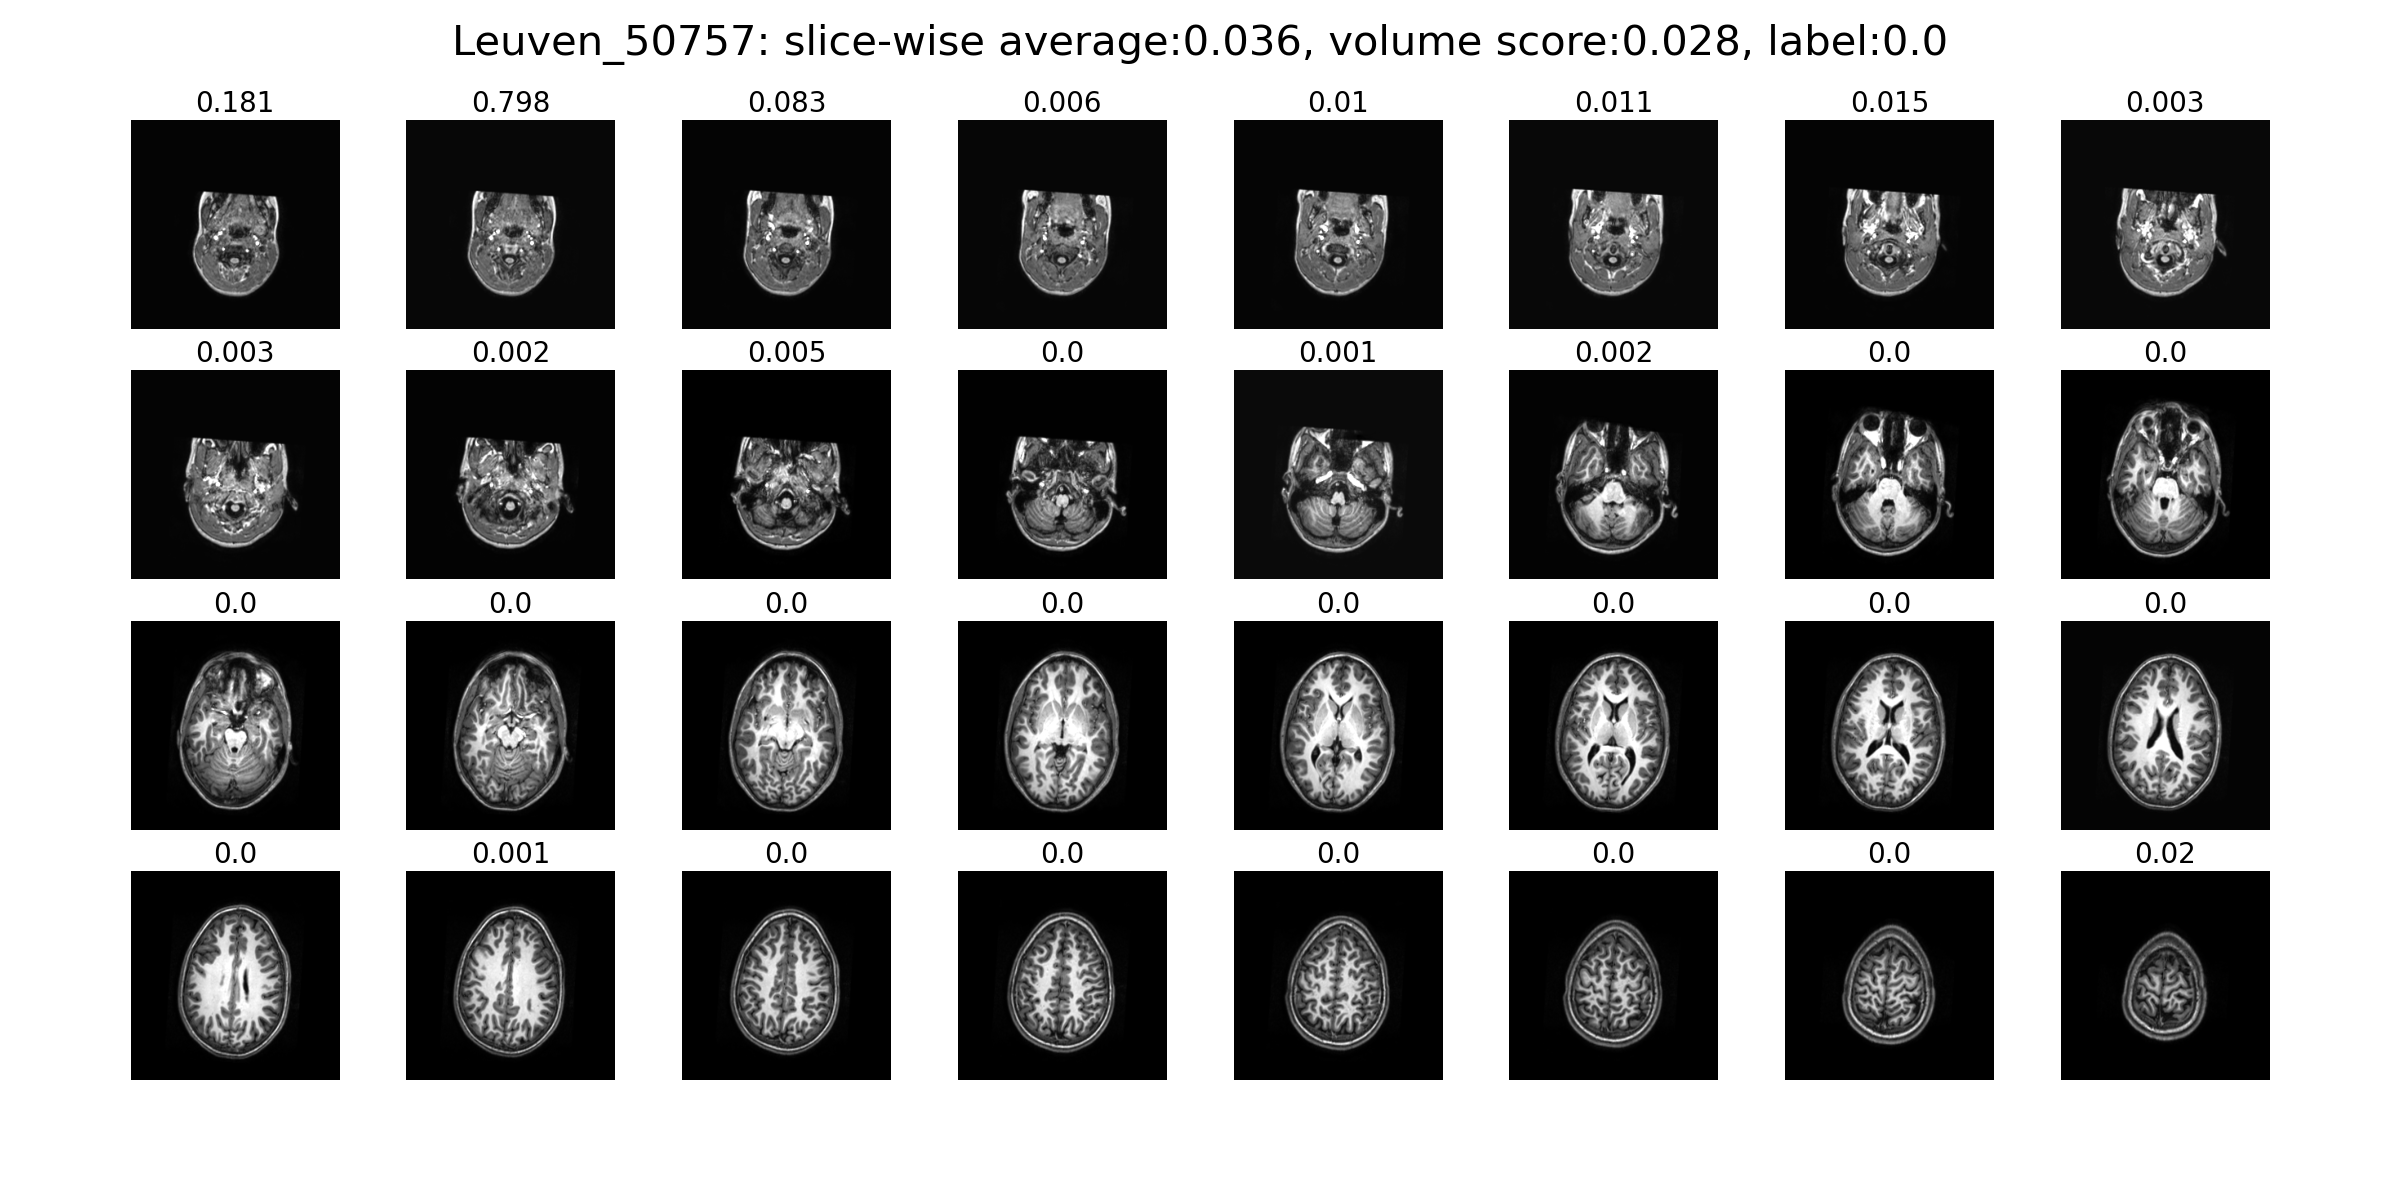 Leuven_50757: slice-wise average:0.036, volume score:0.028, label:0.0
0.181 0.798 0.083 0.006 0.01 0.011 0.015 0.003
0.003 0.002 0.005 0.0 0.001 0.002 0.0 0.0
0.0 0.0 0.0 0.0 0.0 0.0 0.0 0.0
0.0 0.001 0.0 0.0 0.0 0.0 0.0 0.02